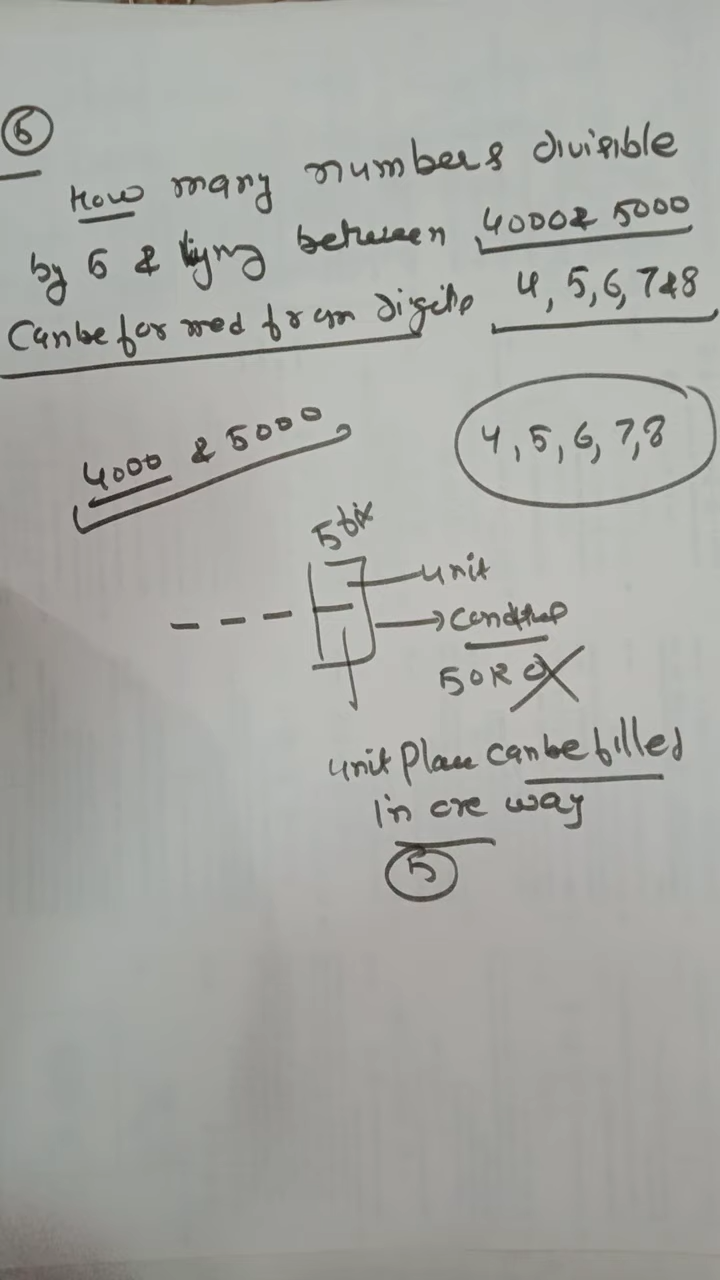 5
How many numbers divisible
by 5 & lying between 4000 & 5000
Can be formed from digits 4, 5, 6, 7 & 8
4000 & 5000
4, 5, 6, 7, 8
5 fix
unit
5 OR 0
unit place can be filled
in one way
5